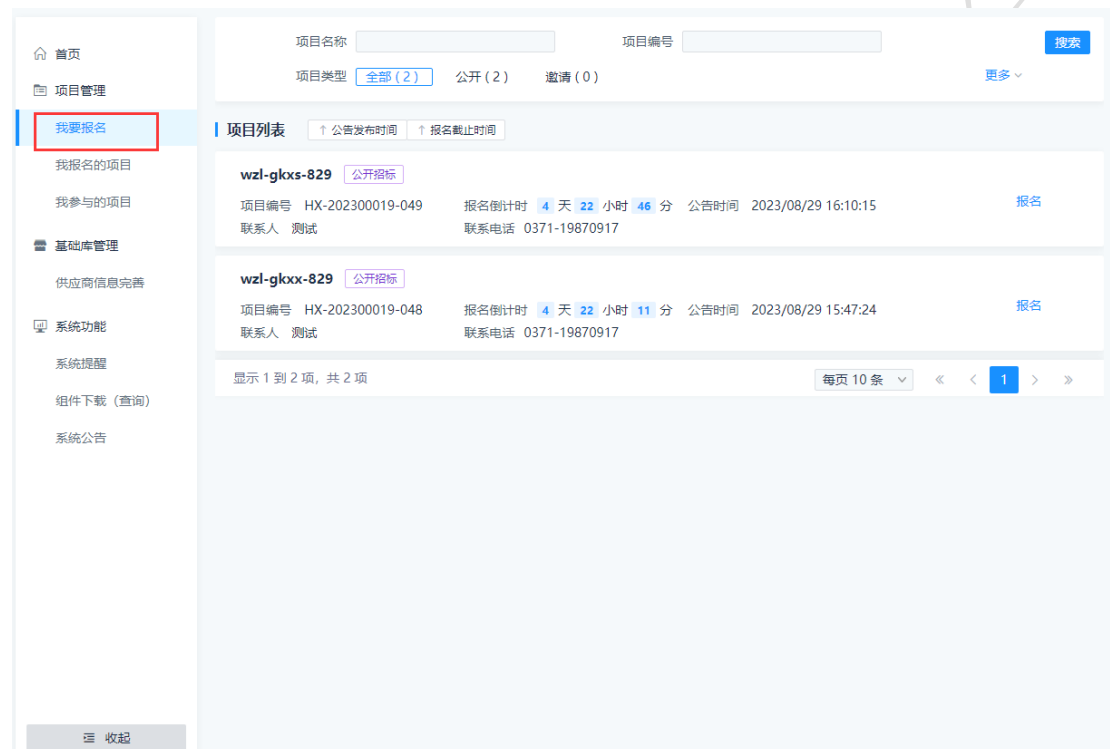 首页
项目管理
我要报名
我报名的项目
我参与的项目
基础库管理
供应商信息完善
系统功能
系统提醒
组件下载（查询）
系统公告
收起
项目名称 项目编号 搜索
项目类型 全部 ( 2 ) 公开 ( 2 ) 邀请 ( 0 ) 更多
项目列表 ↑ 公告发布时间 ↑ 报名截止时间
wzl-gkxs-829 公开招标
项目编号 HX-202300019-049 报名倒计时 4 天 22 小时 46 分 公告时间 2023/08/29 16:10:15 报名
联系人 测试 联系电话 0371-19870917
wzl-gkxx-829 公开招标
项目编号 HX-202300019-048 报名倒计时 4 天 22 小时 11 分 公告时间 2023/08/29 15:47:24 报名
联系人 测试 联系电话 0371-19870917
显示 1 到 2 项，共 2 项 每页 10 条 « < 1 > »